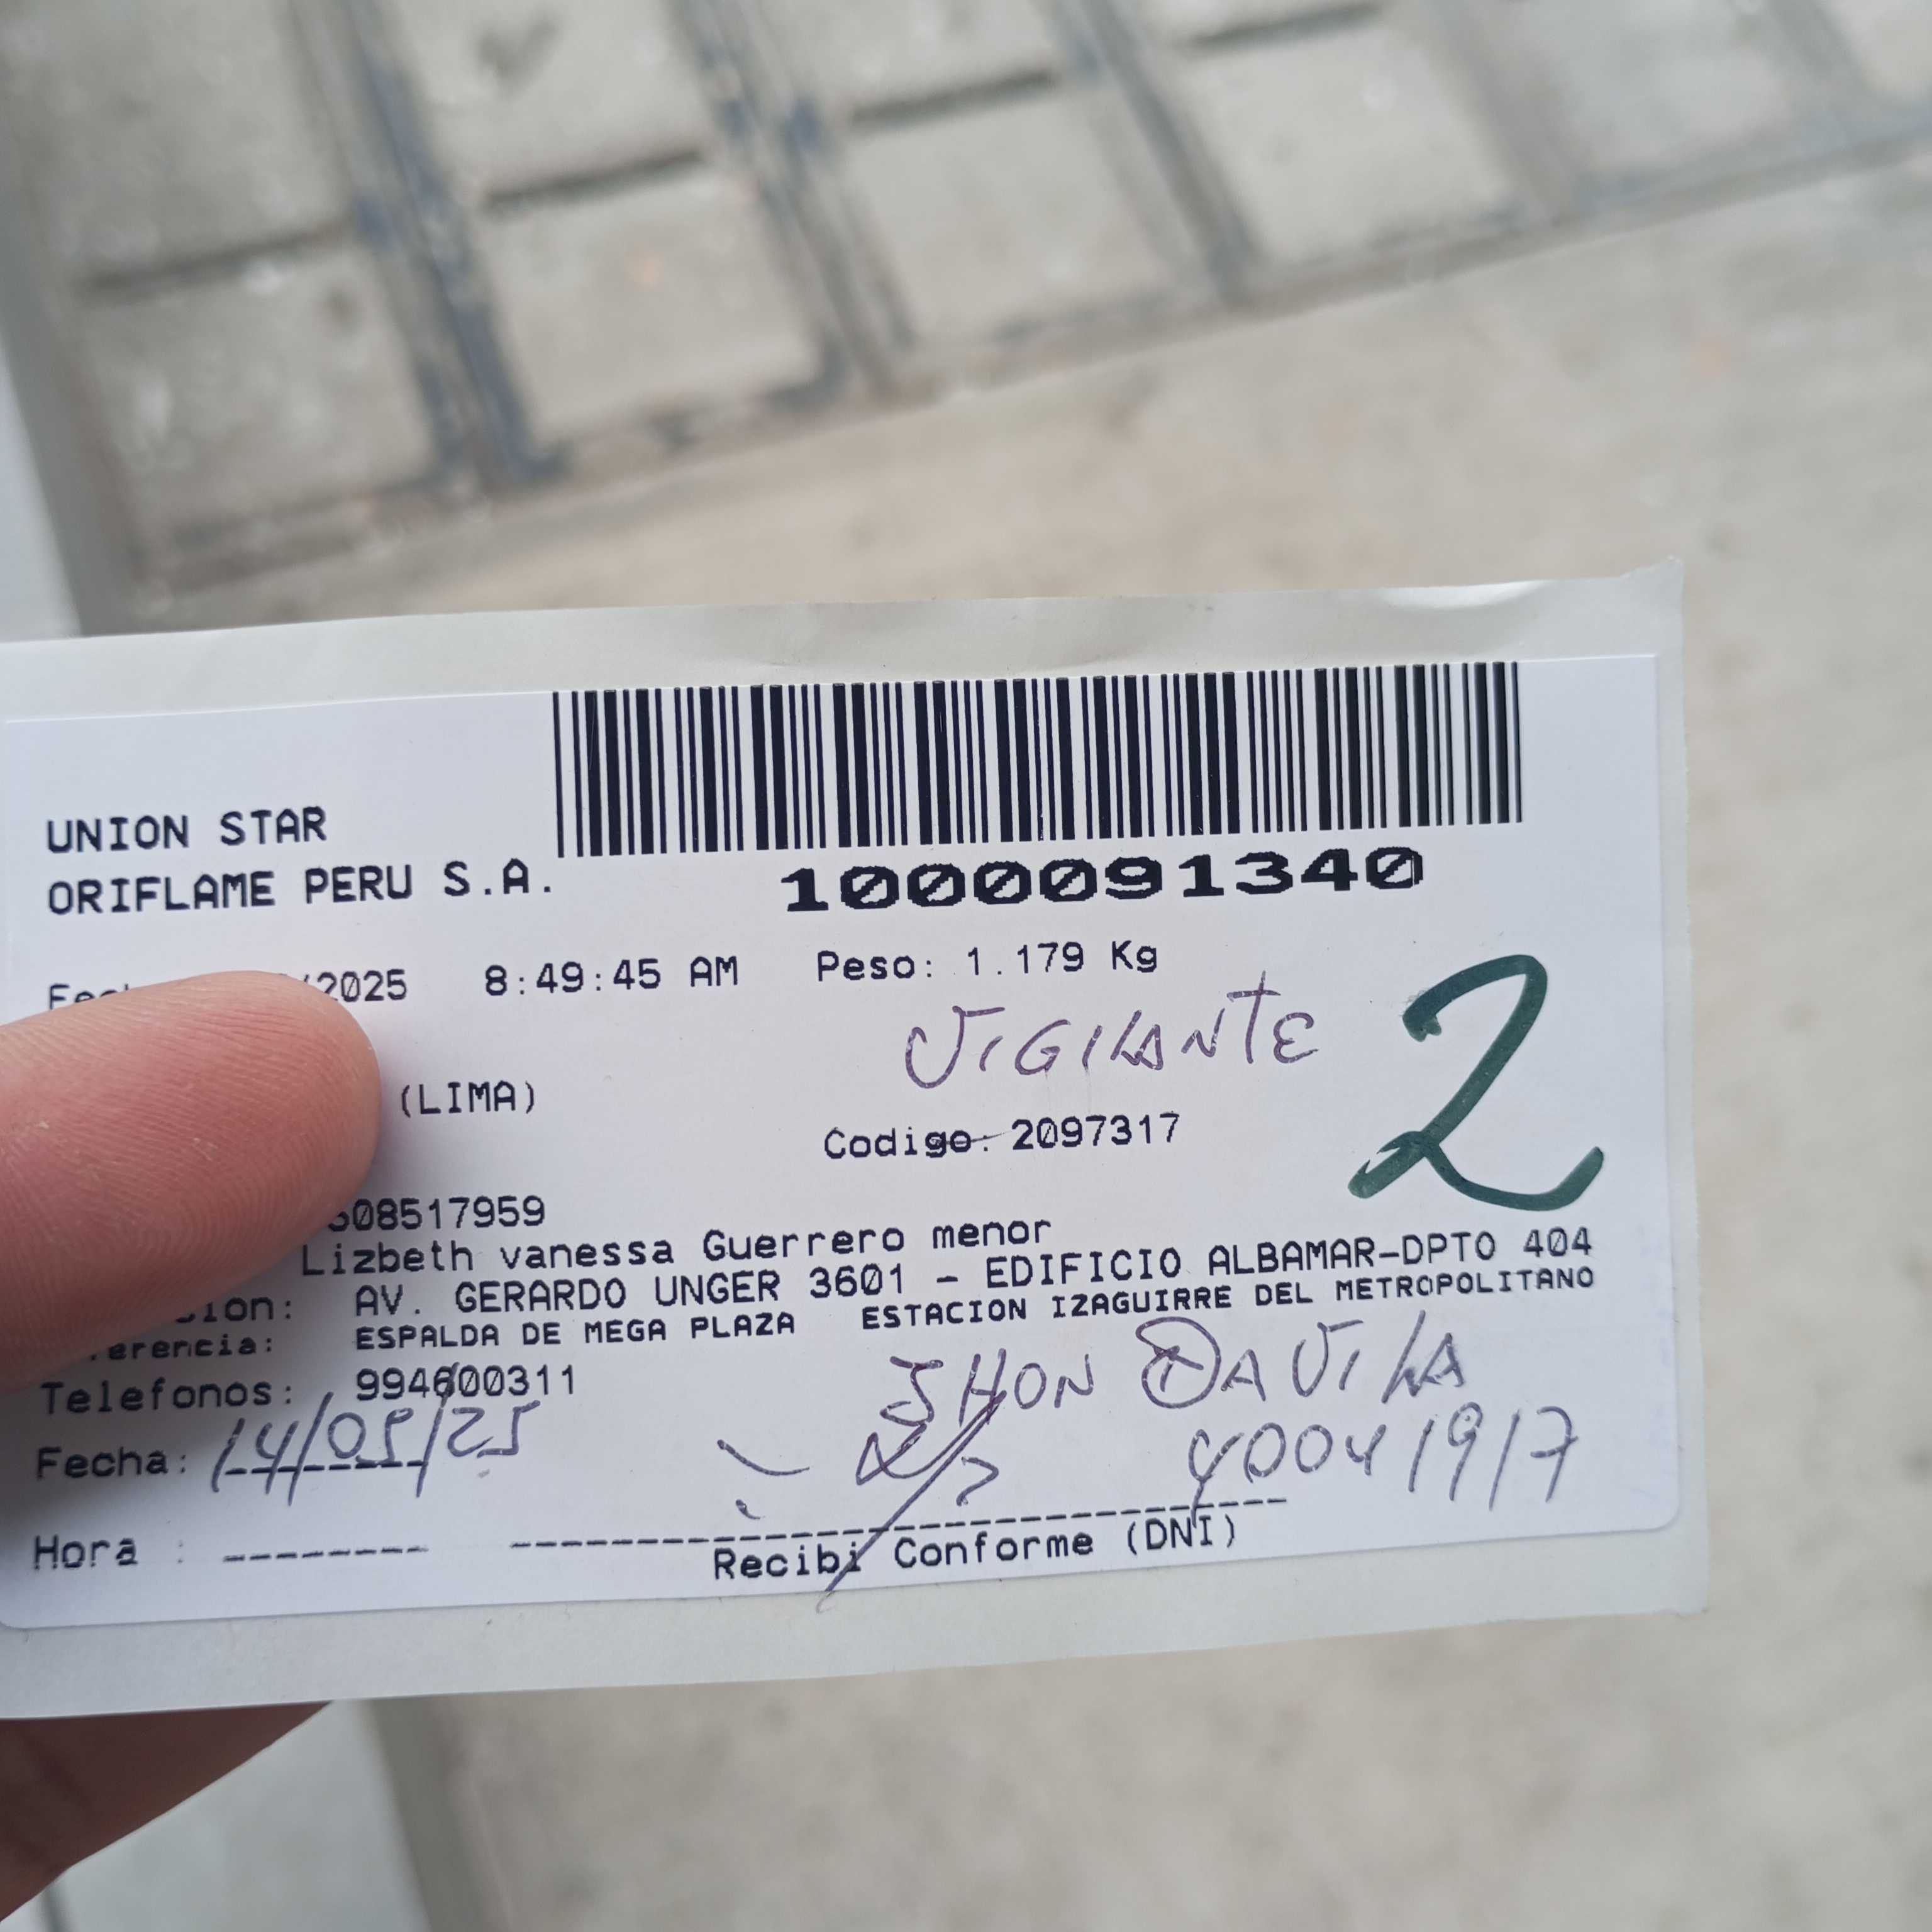 UNION STAR
ORIFLAME PERU S.A.
1000091340
/2025 8:49:45 AM Peso: 1.179 Kg
VIGILANTE
2
(LIMA)
Codigo: 2097317
08517959
Lizbeth vanessa Guerrero menor
AV. GERARDO UNGER 3601 - EDIFICIO ALBAMAR-DPTO 404
ESPALDA DE MEGA PLAZA ESTACION IZAGUIRRE DEL METROPOLITANO
Telefonos: 994600311
JHON DAVILA
Fecha: 14/05/25
40041917
Hora :
Recibi Conforme (DNI)